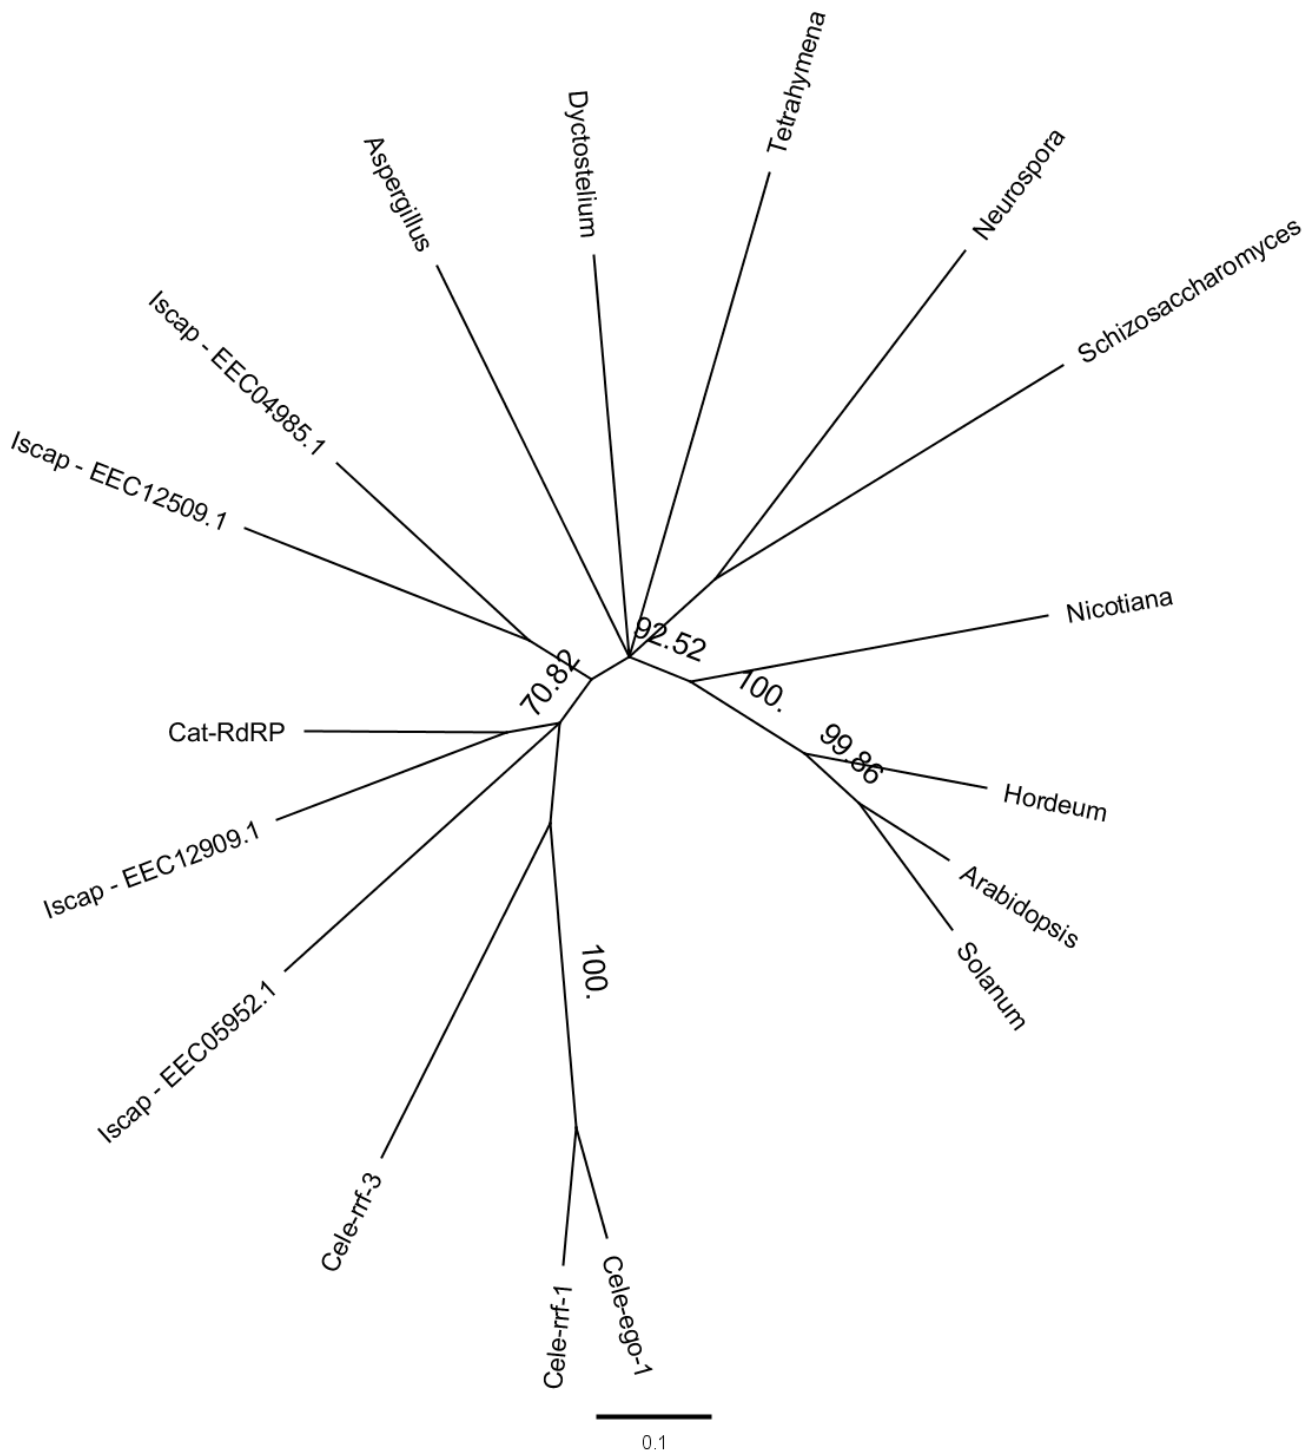 Tetrahymena
Dyctostelium
Aspergillus
Neurospora
Schizosaccharomyces
Iscap - EEC04985.1
Iscap - EEC12509.1
Nicotiana
92.52
70.82
100.
Cat-RdRP
99.86
Hordeum
Iscap - EEC12909.1
Arabidopsis
Solanum
100.
Iscap - EEC05952.1
Cele-rrf-3
Cele-rrf-1
Cele-ego-1
0.1